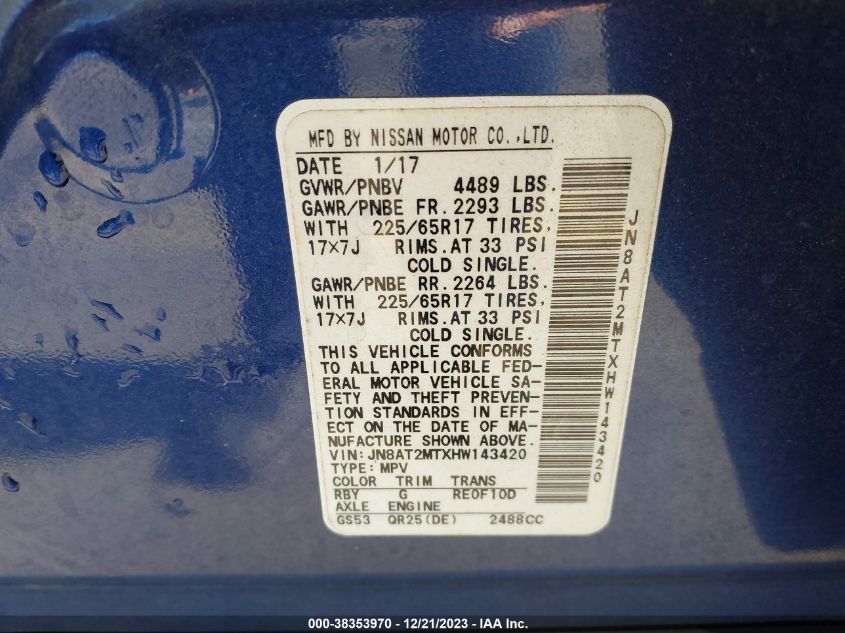 MFD BY NISSAN MOTOR CO.,LTD.
DATE 1/17
GVWR/PNBV 4489 LBS.
GAWR/PNBE FR. 2293 LBS.
WITH 225/65R17 TIRES,
17×7J RIMS. AT 33 PSI
COLD SINGLE.
GAWR/PNBE RR. 2264 LBS.
WITH 225/65R17 TIRES,
17×7J RIMS. AT 33 PSI
COLD SINGLE.
THIS VEHICLE CONFORMS
TO ALL APPLICABLE FED-
ERAL MOTOR VEHICLE SA-
FETY AND THEFT PREVEN-
TION STANDARDS IN EFF-
ECT ON THE DATE OF MA-
NUFACTURE SHOWN ABOVE.
VIN: JN8AT2MTXHW143420
TYPE: MPV
COLOR TRIM TRANS
RBY G RE0F10D
AXLE ENGINE
GS53 QR25(DE) 2488CC
JN8AT2MTXHW143420
000-38353970 - 12/21/2023 - IAA Inc.